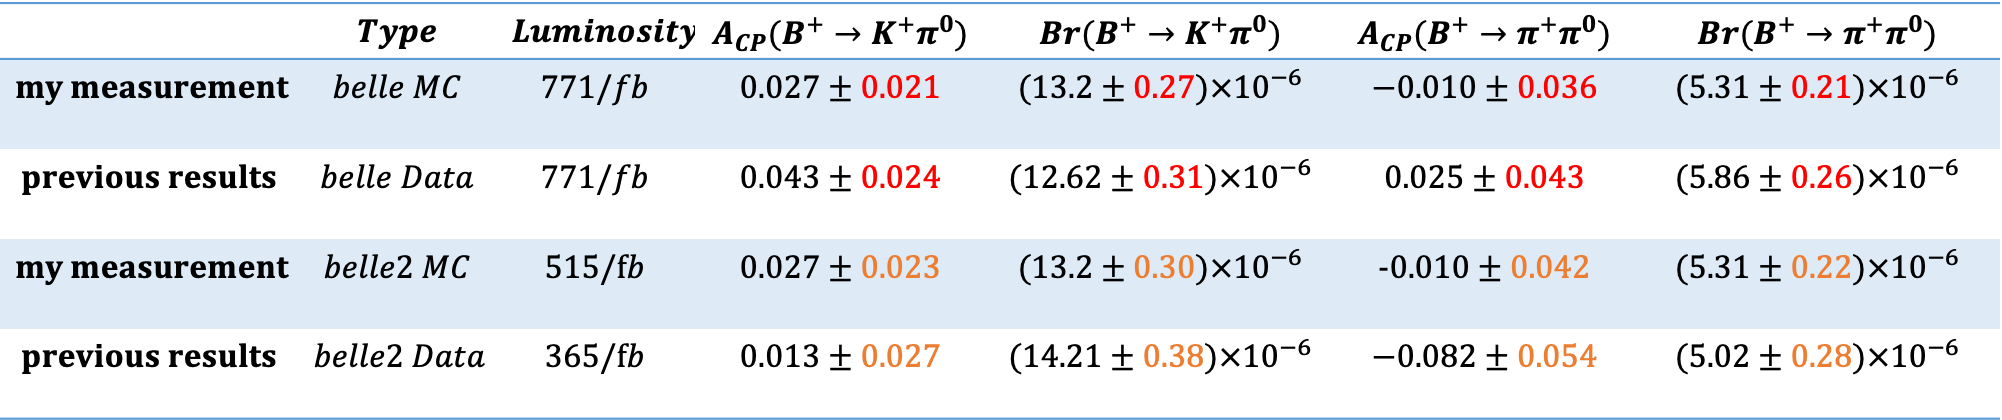 Type Luminosity A_CP(B⁺ → K⁺π⁰) Br(B⁺ → K⁺π⁰) A_CP(B⁺ → π⁺π⁰) Br(B⁺ → π⁺π⁰)
my measurement belle MC 771/fb 0.027 ± 0.021 (13.2 ± 0.27)×10⁻⁶ −0.010 ± 0.036 (5.31 ± 0.21)×10⁻⁶
previous results belle Data 771/fb 0.043 ± 0.024 (12.62 ± 0.31)×10⁻⁶ 0.025 ± 0.043 (5.86 ± 0.26)×10⁻⁶
my measurement belle2 MC 515/fb 0.027 ± 0.023 (13.2 ± 0.30)×10⁻⁶ -0.010 ± 0.042 (5.31 ± 0.22)×10⁻⁶
previous results belle2 Data 365/fb 0.013 ± 0.027 (14.21 ± 0.38)×10⁻⁶ −0.082 ± 0.054 (5.02 ± 0.28)×10⁻⁶